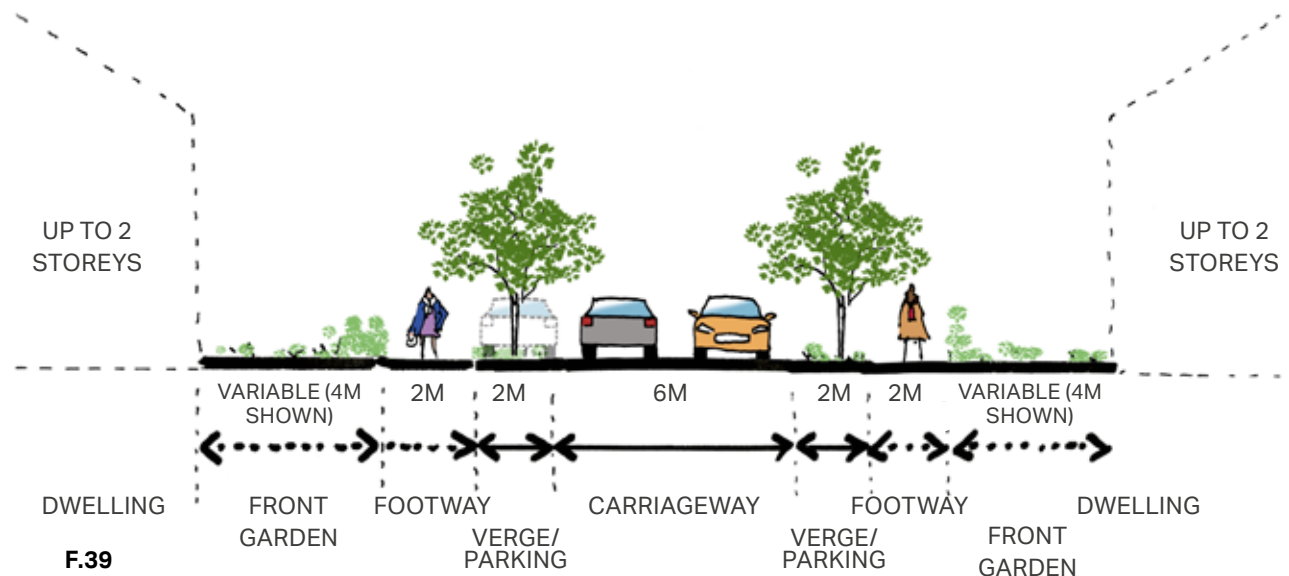 UP TO 2
STOREYS
UP TO 2
STOREYS
VARIABLE (4M
SHOWN)
2M
2M
6M
2M
2M
VARIABLE (4M
SHOWN)
DWELLING
FRONT
GARDEN
FOOTWAY
VERGE/
PARKING
CARRIAGEWAY
VERGE/
PARKING
FOOTWAY
FRONT
GARDEN
DWELLING
F.39